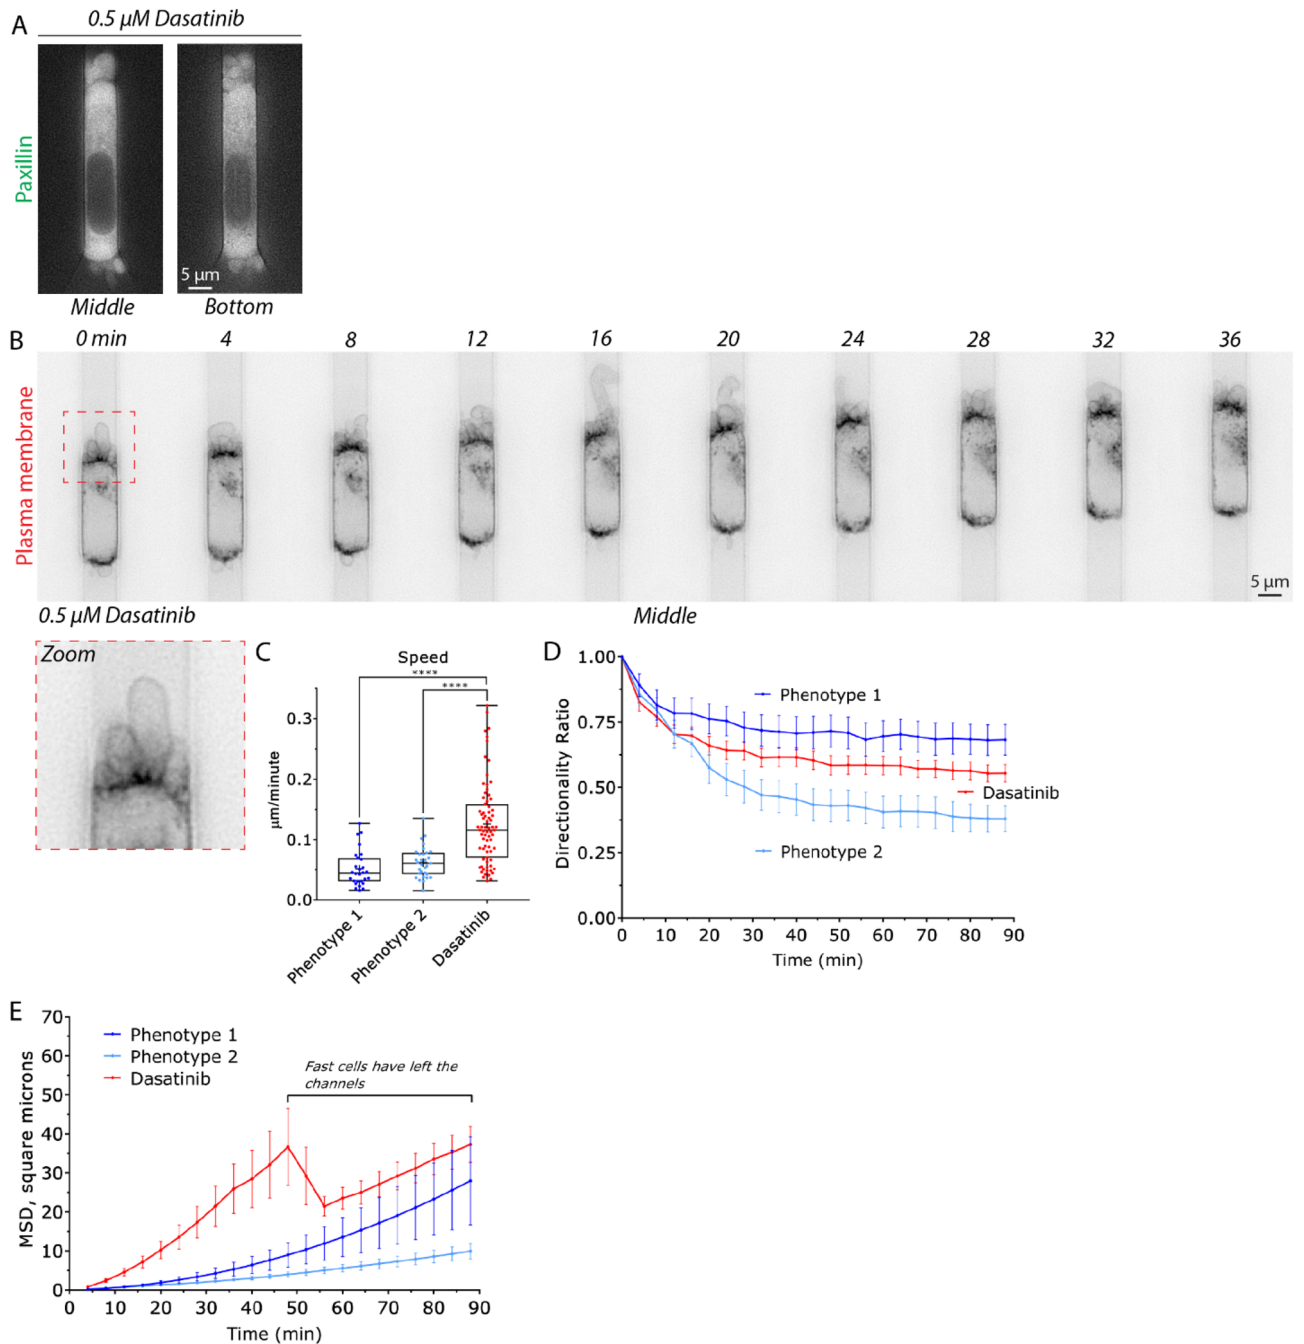 A
0.5 µM Dasatinib
Paxillin
5 µm
Middle
Bottom
B
0 min
4
8
12
16
20
24
28
32
36
Plasma membrane
5 µm
0.5 µM Dasatinib
Middle
Zoom
C
Speed
****
****
µm/minute
0.3
0.2
0.1
0.0
Phenotype 1
Phenotype 2
Dasatinib
D
Directionality Ratio
1.00
0.75
0.50
0.25
0.00
Phenotype 1
Dasatinib
Phenotype 2
0 10 20 30 40 50 60 70 80 90
Time (min)
E
MSD, square microns
70
60
50
40
30
20
10
0
Phenotype 1
Phenotype 2
Dasatinib
Fast cells have left the
channels
0 10 20 30 40 50 60 70 80 90
Time (min)